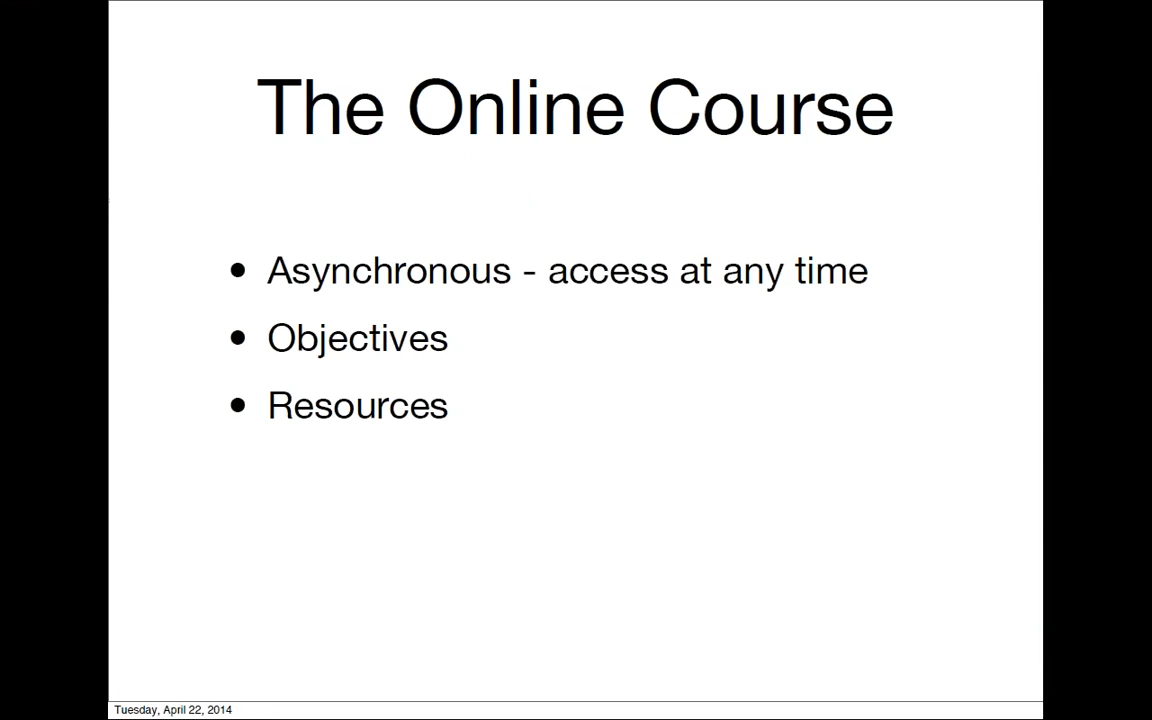 The Online Course
• Asynchronous - access at any time
• Objectives
• Resources
Tuesday, April 22, 2014